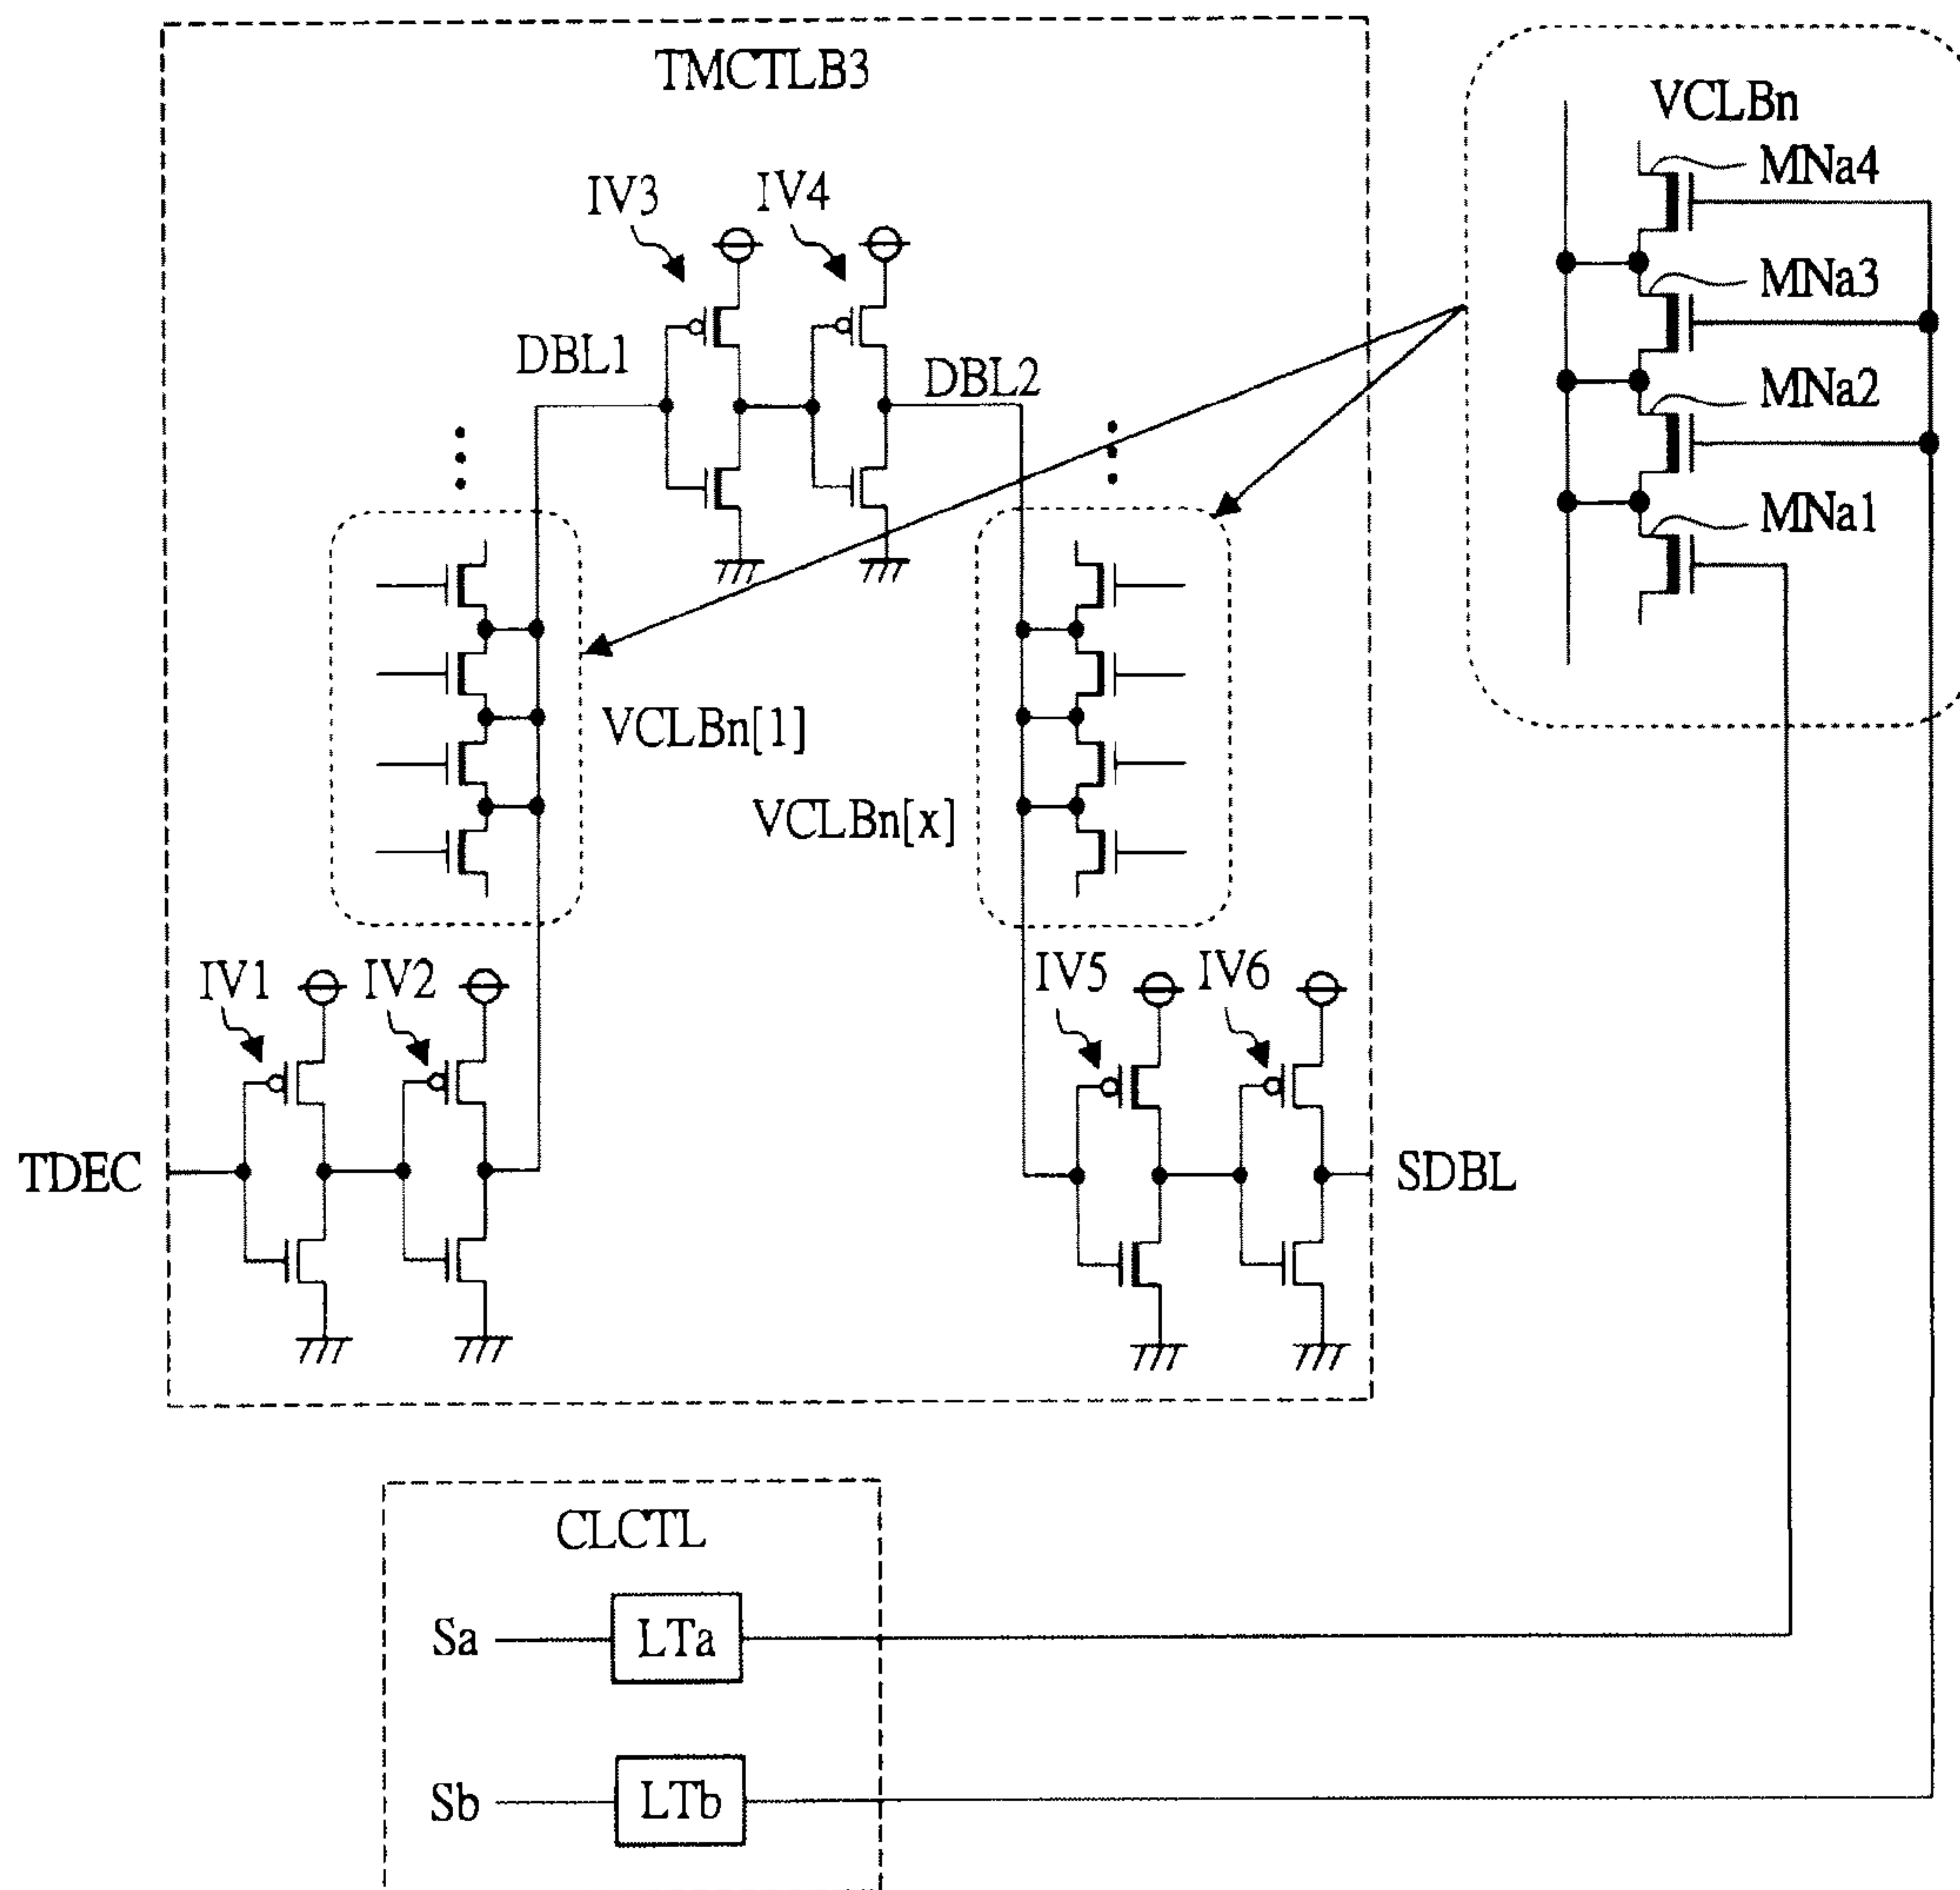 TMCTLB3
VCLBn
MNa4
MNa3
MNa2
MNa1
IV3
IV4
DBL1
DBL2
VCLBn[1]
VCLBn[x]
IV1
IV2
IV5
IV6
TDEC
SDBL
CLCTL
Sa
LTa
Sb
LTb